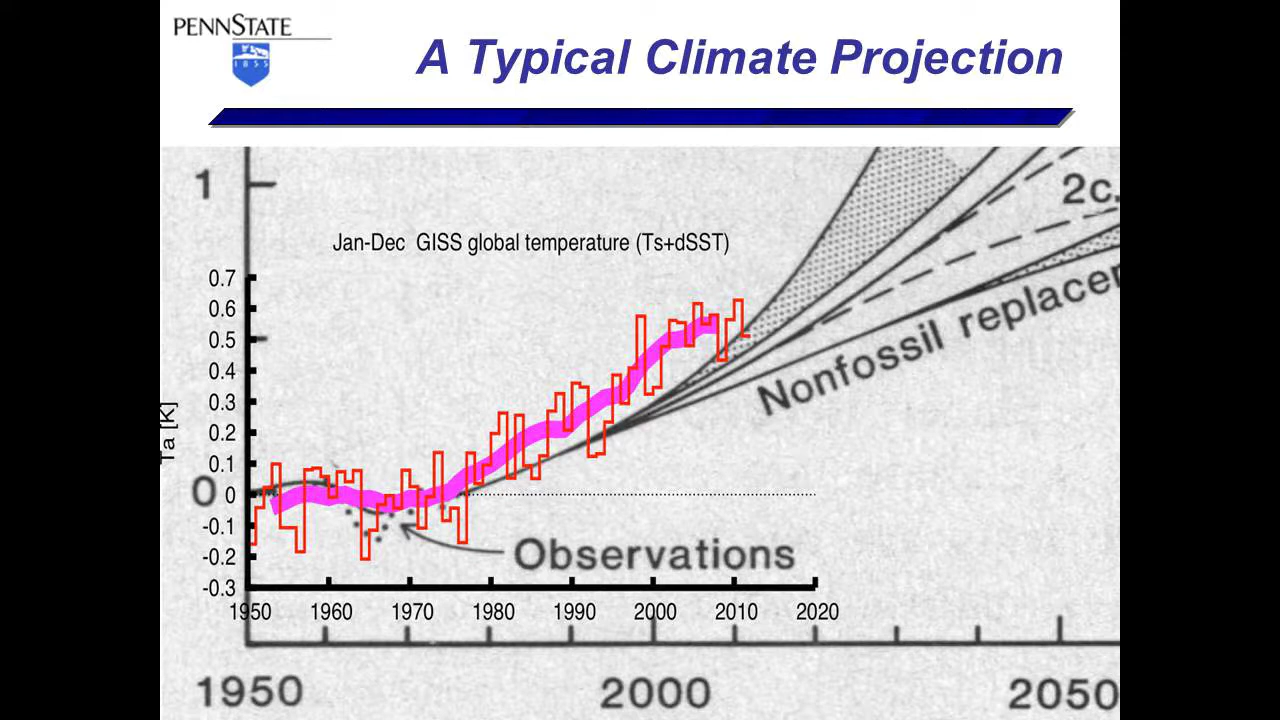 PENNSTATE
1855
A Typical Climate Projection
1
2c.
Jan-Dec GISS global temperature (Ts+dSST)
0.7
0.6
0.5
0.4
0.3
0.2
0.1
0
-0.1
-0.2
-0.3
Ta [K]
0
Nonfossil replacer
Observations
1950 1960 1970 1980 1990 2000 2010 2020
1950 2000 2050